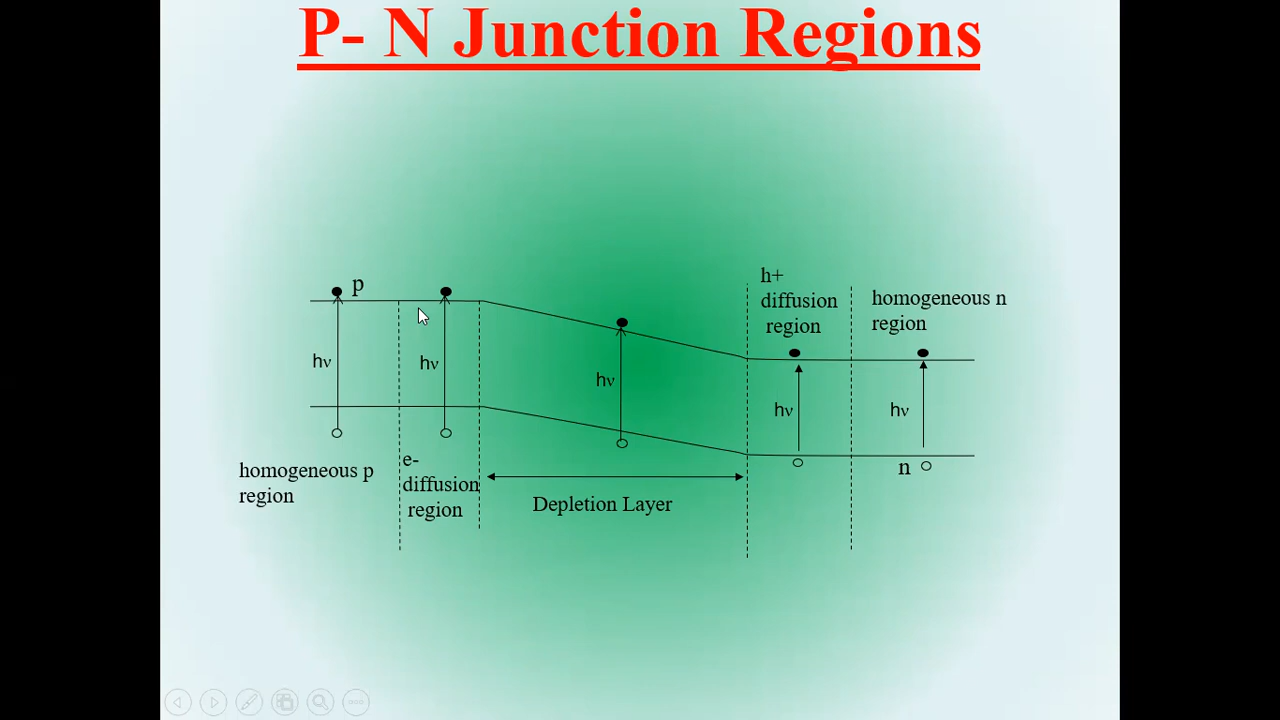 P- N Junction Regions
h+
diffusion
region
homogeneous n
region
p
hν
hν
hν
hν
hν
homogeneous p
region
e-
diffusion
region
Depletion Layer
n